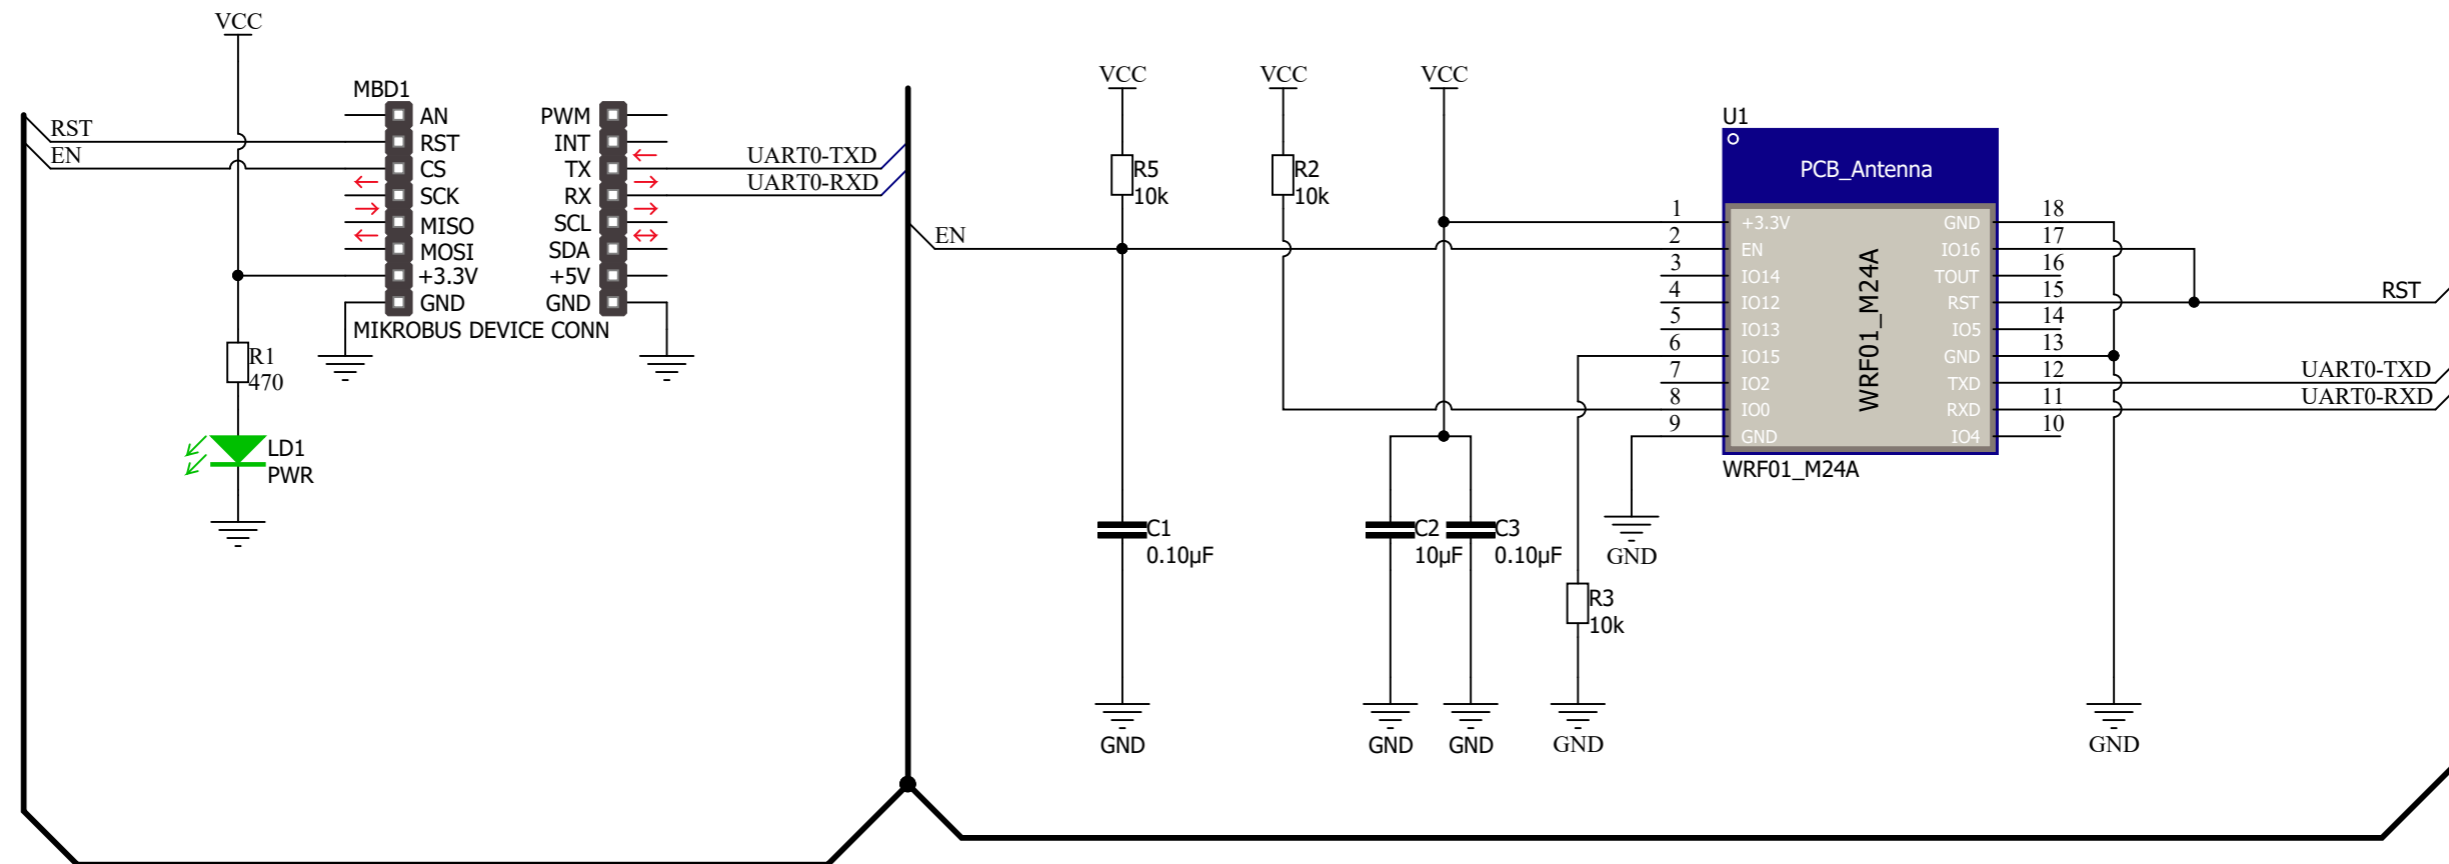 VCC
RST
EN
MBD1
AN
RST
CS
SCK
MISO
MOSI
+3.3V
GND
PWM
INT
TX
RX
SCL
SDA
+5V
GND
MIKROBUS DEVICE CONN
UART0-TXD
UART0-RXD
R1
470
LD1
PWR
EN
VCC
R5
10k
C1
0.10µF
GND
VCC
R2
10k
VCC
C2
10µF
GND
C3
0.10µF
GND
R3
10k
GND
GND
U1
PCB_Antenna
WRF01_M24A
1 +3.3V
2 EN
3 IO14
4 IO12
5 IO13
6 IO15
7 IO2
8 IO0
9 GND
18 GND
17 IO16
16 TOUT
15 RST
14 IO5
13 GND
12 TXD
11 RXD
10 IO4
WRF01_M24A
RST
UART0-TXD
UART0-RXD
GND